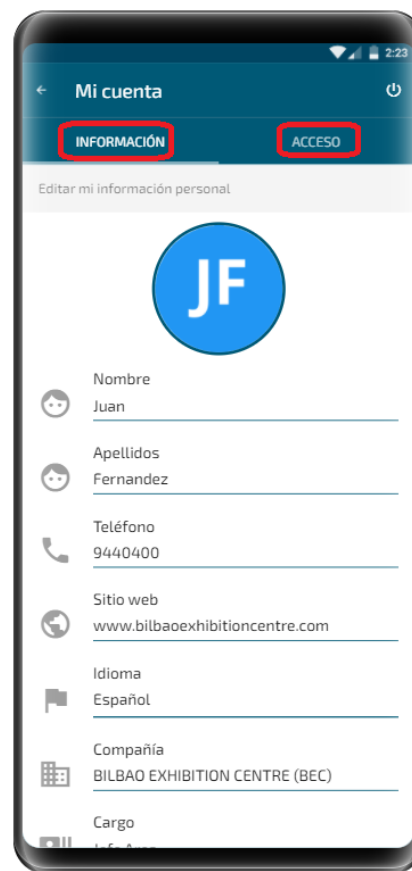 2:23
Mi cuenta
INFORMACIÓN
ACCESO
Editar mi información personal
JF
Nombre
Juan
Apellidos
Fernandez
Teléfono
9440400
Sitio web
www.bilbaoexhibitioncentre.com
Idioma
Español
Compañía
BILBAO EXHIBITION CENTRE (BEC)
Cargo